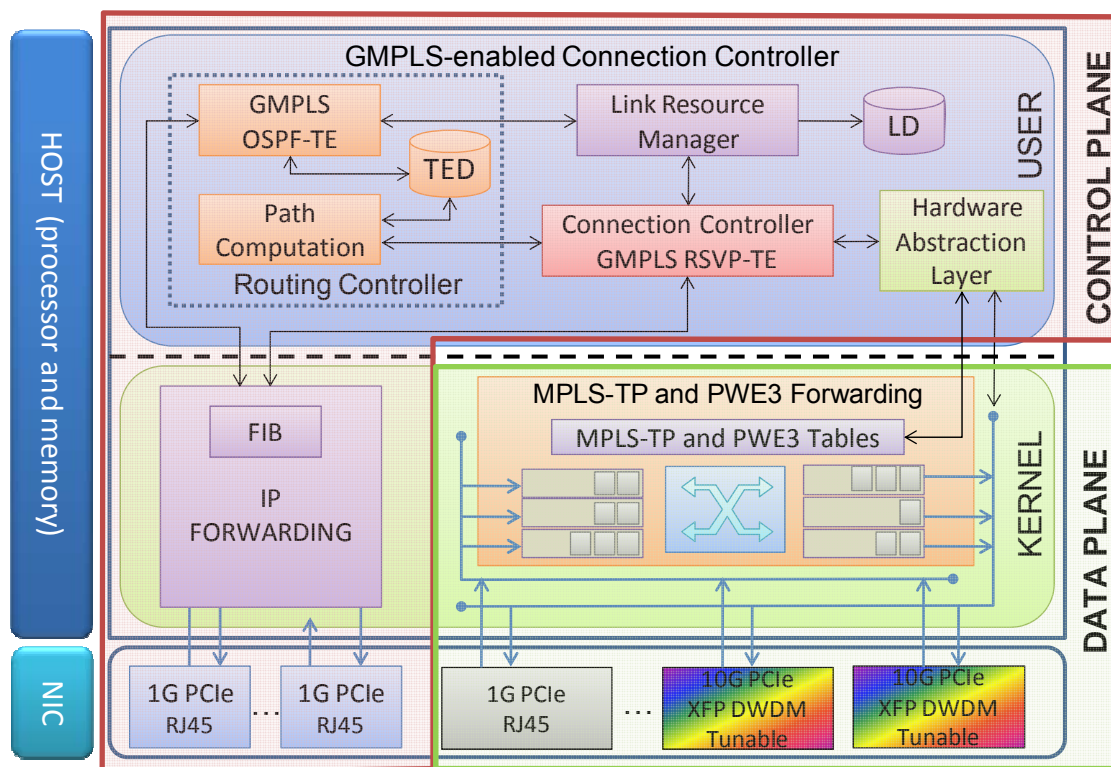 GMPLS-enabled Connection Controller
HOST (processor and memory)
NIC
CONTROL PLANE
DATA PLANE
USER
KERNEL
GMPLS
OSPF-TE
TED
Path
Computation
Routing Controller
Link Resource
Manager
LD
Connection Controller
GMPLS RSVP-TE
Hardware
Abstraction
Layer
FIB
IP
FORWARDING
MPLS-TP and PWE3 Forwarding
MPLS-TP and PWE3 Tables
1G PCIe
RJ45
...
1G PCIe
RJ45
1G PCIe
RJ45
...
10G PCIe
XFP DWDM
Tunable
10G PCIe
XFP DWDM
Tunable